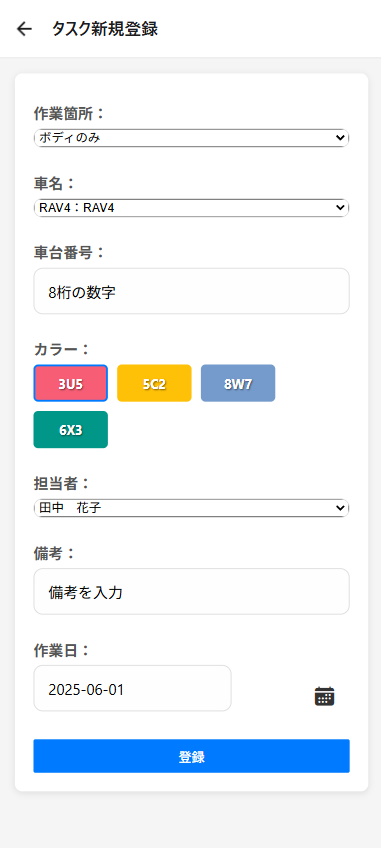 タスク新規登録
作業箇所：
ボディのみ
車名：
RAV4：RAV4
車台番号：
8桁の数字
カラー：
3U5 5C2 8W7
6X3
担当者：
田中　花子
備考：
備考を入力
作業日：
2025-06-01
登録